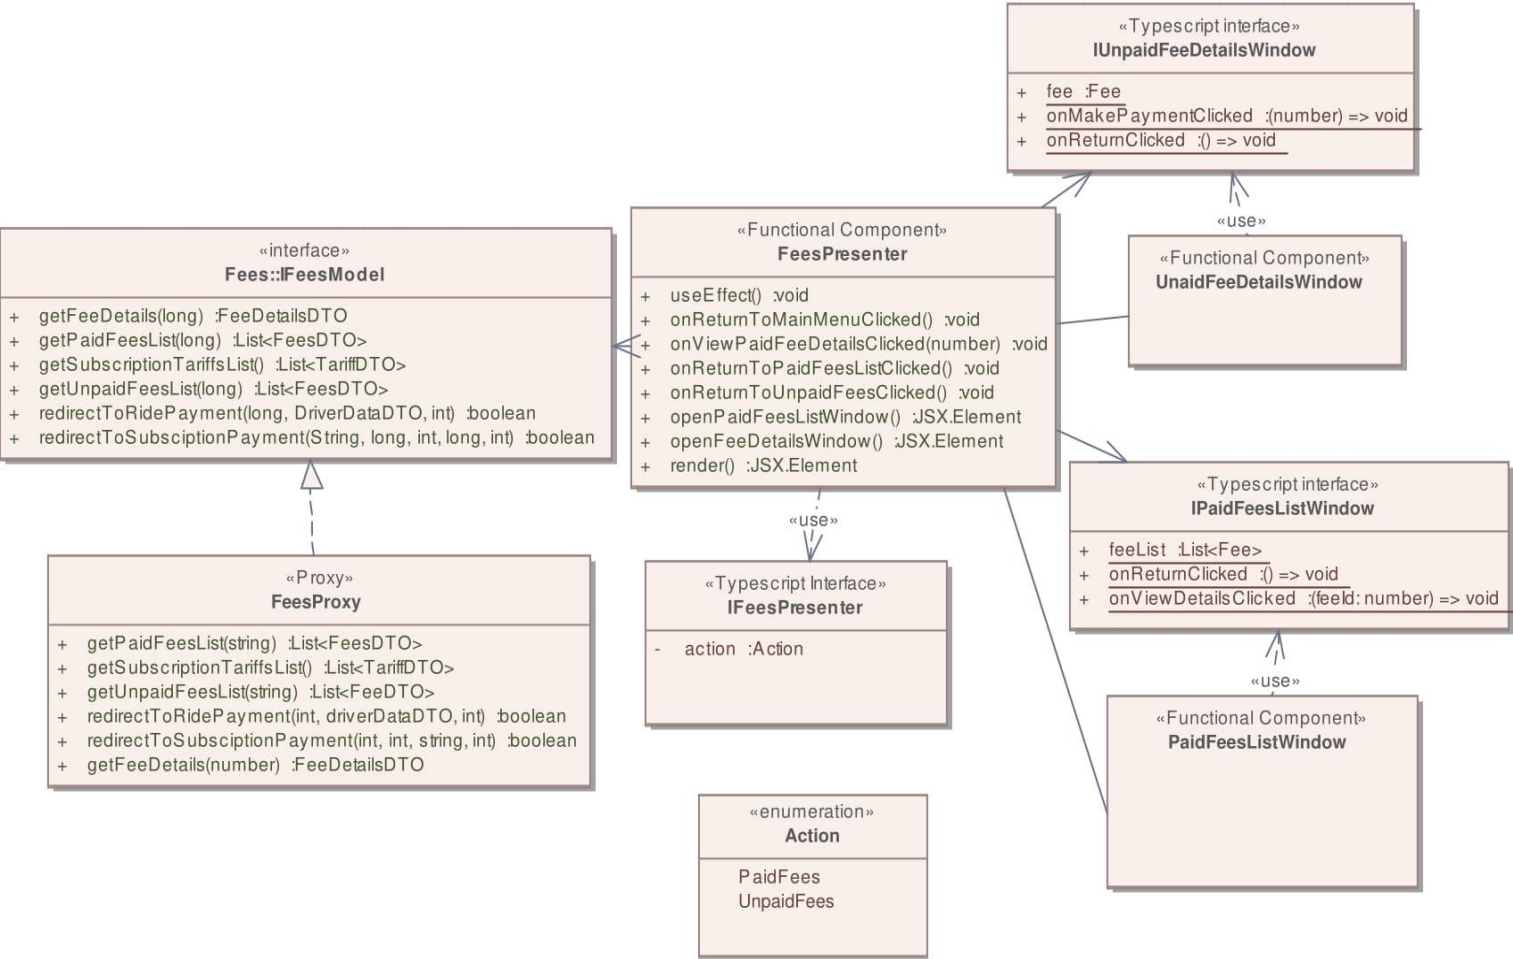 «Typescript interface»
IUnpaidFeeDetailsWindow
+ fee :Fee
+ onMakePaymentClicked :(number) => void
+ onReturnClicked :() => void
«use»
«Functional Component»
UnaidFeeDetailsWindow
«interface»
Fees::IFeesModel
+ getFeeDetails(long) :FeeDetailsDTO
+ getPaidFeesList(long) :List<FeesDTO>
+ getSubscriptionTariffsList() :List<TariffDTO>
+ getUnpaidFeesList(long) :List<FeesDTO>
+ redirectToRidePayment(long, DriverDataDTO, int) :boolean
+ redirectToSubsciptionPayment(String, long, int, long, int) :boolean
«Functional Component»
FeesPresenter
+ useEffect() :void
+ onReturnToMainMenuClicked() :void
+ onViewPaidFeeDetailsClicked(number) :void
+ onReturnToPaidFeesListClicked() :void
+ onReturnToUnpaidFeesClicked() :void
+ openPaidFeesListWindow() :JSX.Element
+ openFeeDetailsWindow() :JSX.Element
+ render() :JSX.Element
«use»
«Typescript interface»
IPaidFeesListWindow
+ feeList :List<Fee>
+ onReturnClicked :() => void
+ onViewDetailsClicked :(feeId: number) => void
«use»
«Functional Component»
PaidFeesListWindow
«Proxy»
FeesProxy
+ getPaidFeesList(string) :List<FeesDTO>
+ getSubscriptionTariffsList() :List<TariffDTO>
+ getUnpaidFeesList(string) :List<FeeDTO>
+ redirectToRidePayment(int, driverDataDTO, int) :boolean
+ redirectToSubsciptionPayment(int, int, string, int) :boolean
+ getFeeDetails(number) :FeeDetailsDTO
«Typescript Interface»
IFeesPresenter
- action :Action
«enumeration»
Action
PaidFees
UnpaidFees